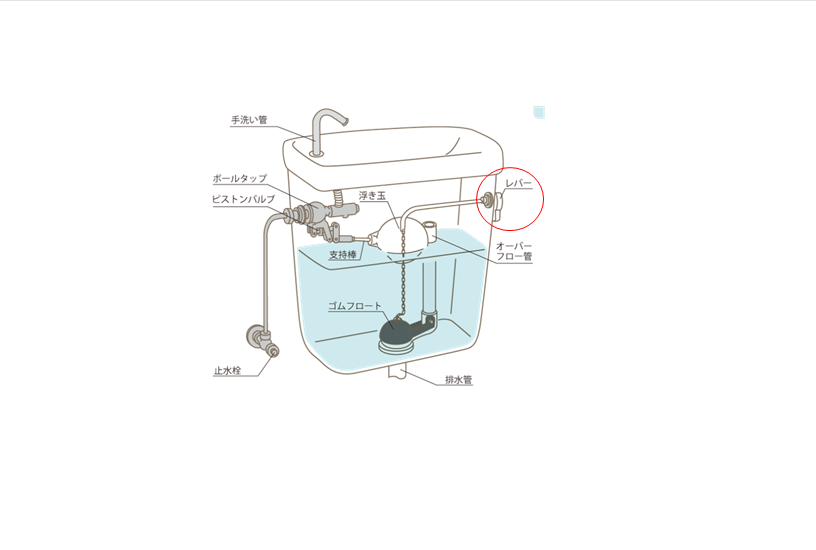 手洗い管
ボールタップ
ピストンバルブ
浮き玉
レバー
オーバー
フロー管
支持棒
ゴムフロート
止水栓
排水管